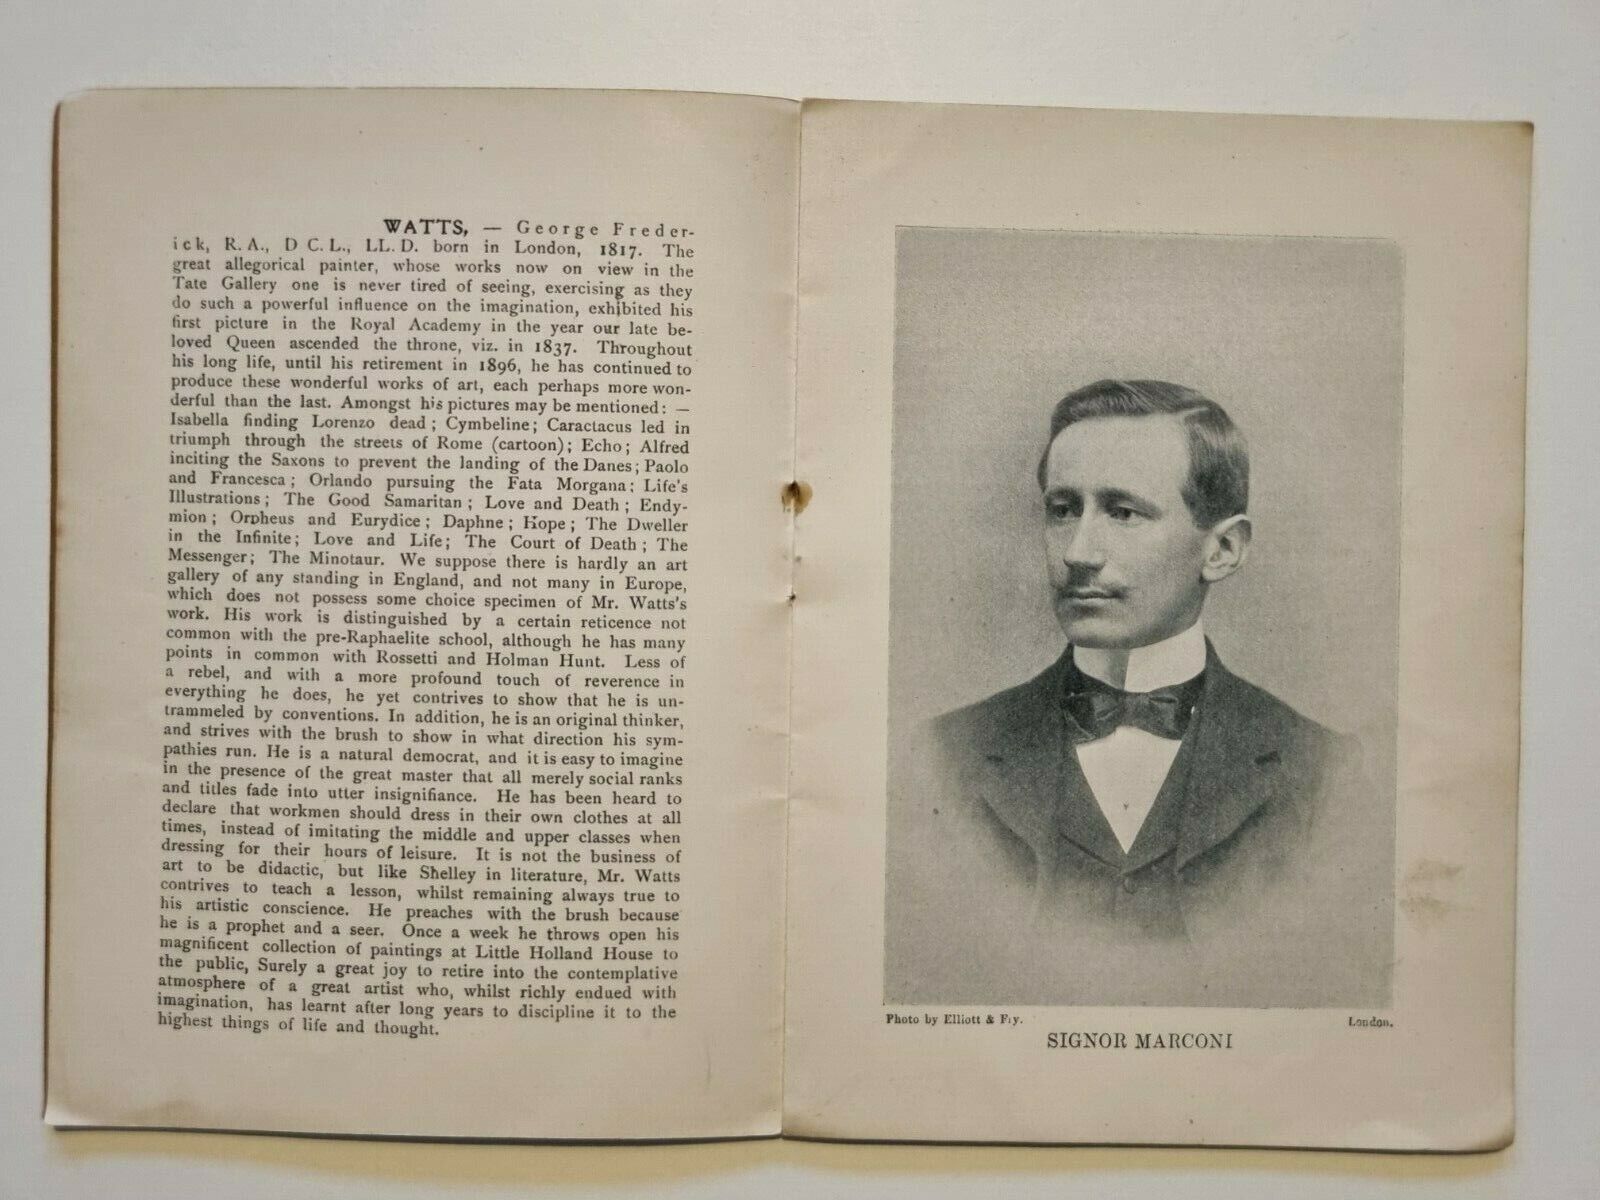 WATTS, — George Freder-
ick, R. A., D C. L., LL. D. born in London, 1817. The
great allegorical painter, whose works now on view in the
Tate Gallery one is never tired of seeing, exercising as they
do such a powerful influence on the imagination, exhibited his
first picture in the Royal Academy in the year our late be-
loved Queen ascended the throne, viz. in 1837. Throughout
his long life, until his retirement in 1896, he has continued to
produce these wonderful works of art, each perhaps more won-
derful than the last. Amongst his pictures may be mentioned: —
Isabella finding Lorenzo dead; Cymbeline; Caractacus led in
triumph through the streets of Rome (cartoon); Echo; Alfred
inciting the Saxons to prevent the landing of the Danes; Paolo
and Francesca; Orlando pursuing the Fata Morgana; Life's
Illustrations; The Good Samaritan; Love and Death; Endy-
mion; Orpheus and Eurydice; Daphne; Hope; The Dweller
in the Infinite; Love and Life; The Court of Death; The
Messenger; The Minotaur. We suppose there is hardly an art
gallery of any standing in England, and not many in Europe,
which does not possess some choice specimen of Mr. Watts's
work. His work is distinguished by a certain reticence not
common with the pre-Raphaelite school, although he has many
points in common with Rossetti and Holman Hunt. Less of
a rebel, and with a more profound touch of reverence in
everything he does, he yet contrives to show that he is un-
trammeled by conventions. In addition, he is an original thinker,
and strives with the brush to show in what direction his sym-
pathies run. He is a natural democrat, and it is easy to imagine
in the presence of the great master that all merely social ranks
and titles fade into utter insignifiance. He has been heard to
declare that workmen should dress in their own clothes at all
times, instead of imitating the middle and upper classes when
dressing for their hours of leisure. It is not the business of
art to be didactic, but like Shelley in literature, Mr. Watts
contrives to teach a lesson, whilst remaining always true to
his artistic conscience. He preaches with the brush because
he is a prophet and a seer. Once a week he throws open his
magnificent collection of paintings at Little Holland House to
the public, Surely a great joy to retire into the contemplative
atmosphere of a great artist who, whilst richly endued with
imagination, has learnt after long years to discipline it to the
highest things of life and thought.
Photo by Elliott & Fry. London.
SIGNOR MARCONI